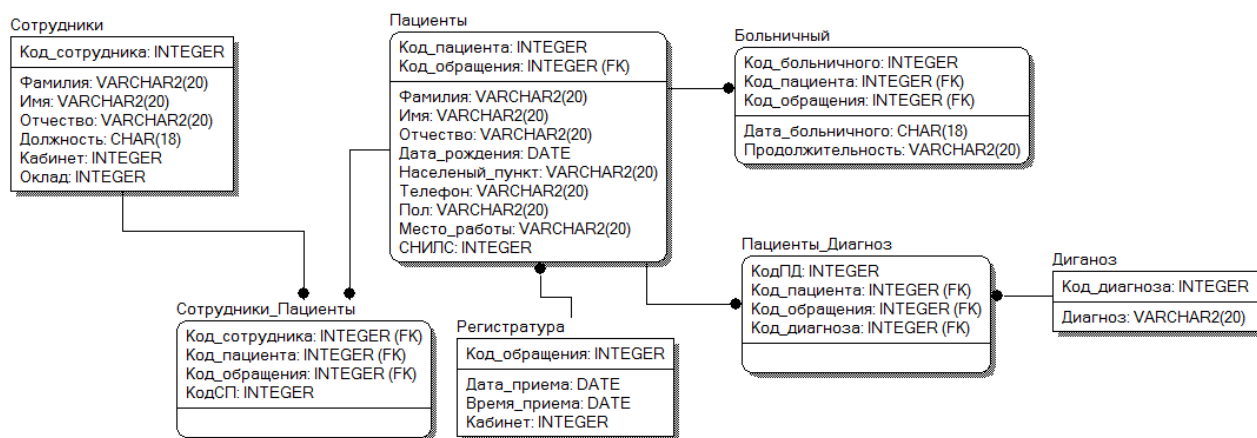 Сотрудники
Код_сотрудника: INTEGER
Фамилия: VARCHAR2(20)
Имя: VARCHAR2(20)
Отчество: VARCHAR2(20)
Должность: CHAR(18)
Кабинет: INTEGER
Оклад: INTEGER
Пациенты
Код_пациента: INTEGER
Код_обращения: INTEGER (FK)
Фамилия: VARCHAR2(20)
Имя: VARCHAR2(20)
Отчество: VARCHAR2(20)
Дата_рождения: DATE
Населеный_пункт: VARCHAR2(20)
Телефон: VARCHAR2(20)
Пол: VARCHAR2(20)
Место_работы: VARCHAR2(20)
СНИЛС: INTEGER
Больничный
Код_больничного: INTEGER
Код_пациента: INTEGER (FK)
Код_обращения: INTEGER (FK)
Дата_больничного: CHAR(18)
Продолжительность: VARCHAR2(20)
Пациенты_Диагноз
КодПД: INTEGER
Код_пациента: INTEGER (FK)
Код_обращения: INTEGER (FK)
Код_диагноза: INTEGER (FK)
Диганоз
Код_диагноза: INTEGER
Диагноз: VARCHAR2(20)
Сотрудники_Пациенты
Код_сотрудника: INTEGER (FK)
Код_пациента: INTEGER (FK)
Код_обращения: INTEGER (FK)
КодСП: INTEGER
Регистратура
Код_обращения: INTEGER
Дата_приема: DATE
Время_приема: DATE
Кабинет: INTEGER